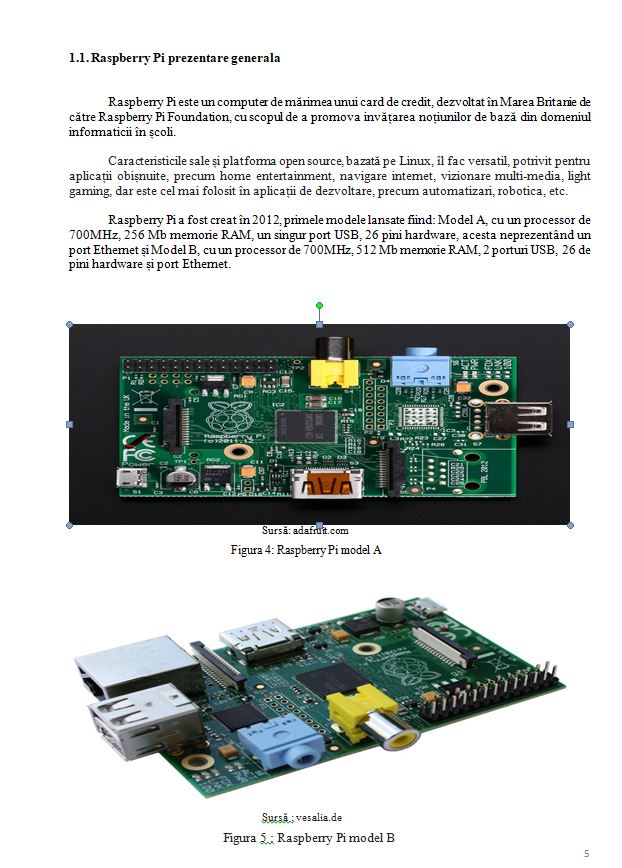 1.1. Raspberry Pi prezentare generala
Raspberry Pi este un computer de mărimea unui card de credit, dezvoltat în Marea Britanie de
către Raspberry Pi Foundation, cu scopul de a promova invățarea noțiunilor de bază din domeniul
informaticii în școli.
Caracteristicile sale și platforma open source, bazată pe Linux, îl fac versatil, potrivit pentru
aplicații obișnuite, precum home entertainment, navigare internet, vizionare multi-media, light
gaming, dar este cel mai folosit în aplicații de dezvoltare, precum automatizari, robotica, etc.
Raspberry Pi a fost creat în 2012, primele modele lansate fiind: Model A, cu un processor de
700MHz, 256 Mb memorie RAM, un singur port USB, 26 pini hardware, acesta neprezentând un
port Ethernet și Model B, cu un processor de 700MHz, 512 Mb memorie RAM, 2 porturi USB, 26 de
pini hardware și port Ethernet.
Made in the UK
Raspberry Pi
(c)2011,12
Power
Sursă: adafruit.com
Figura 4: Raspberry Pi model A
Sursă : vesalia.de
Figura 5 : Raspberry Pi model B
5